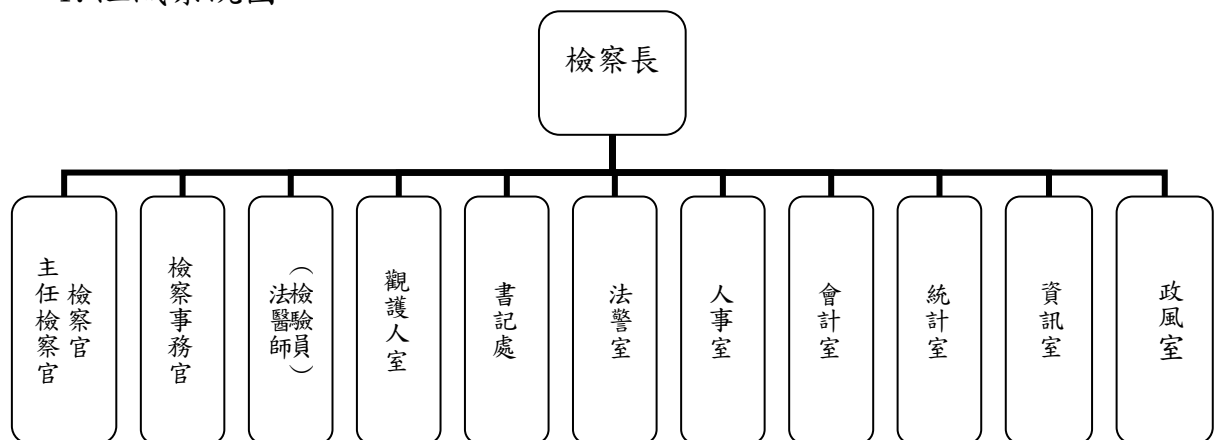 檢察長
檢察官
主任檢察官
檢察事務官
（檢驗員）
法醫師
觀護人室
書記處
法警室
人事室
會計室
統計室
資訊室
政風室